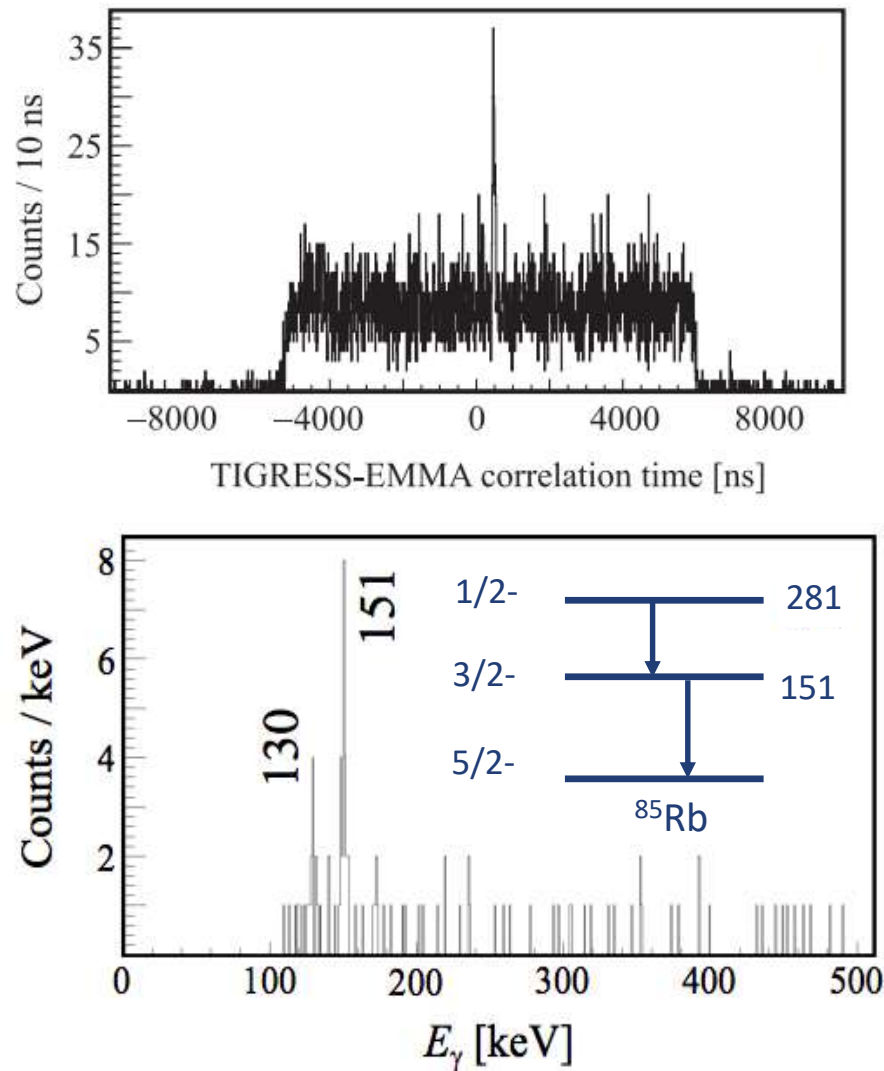 Counts / 10 ns
35
25
15
5
−8000 −4000 0 4000 8000
TIGRESS-EMMA correlation time [ns]
Counts / keV
8
6
4
2
130
151
1/2- 281
3/2- 151
5/2-
⁸⁵Rb
0 100 200 300 400 500
Eγ [keV]